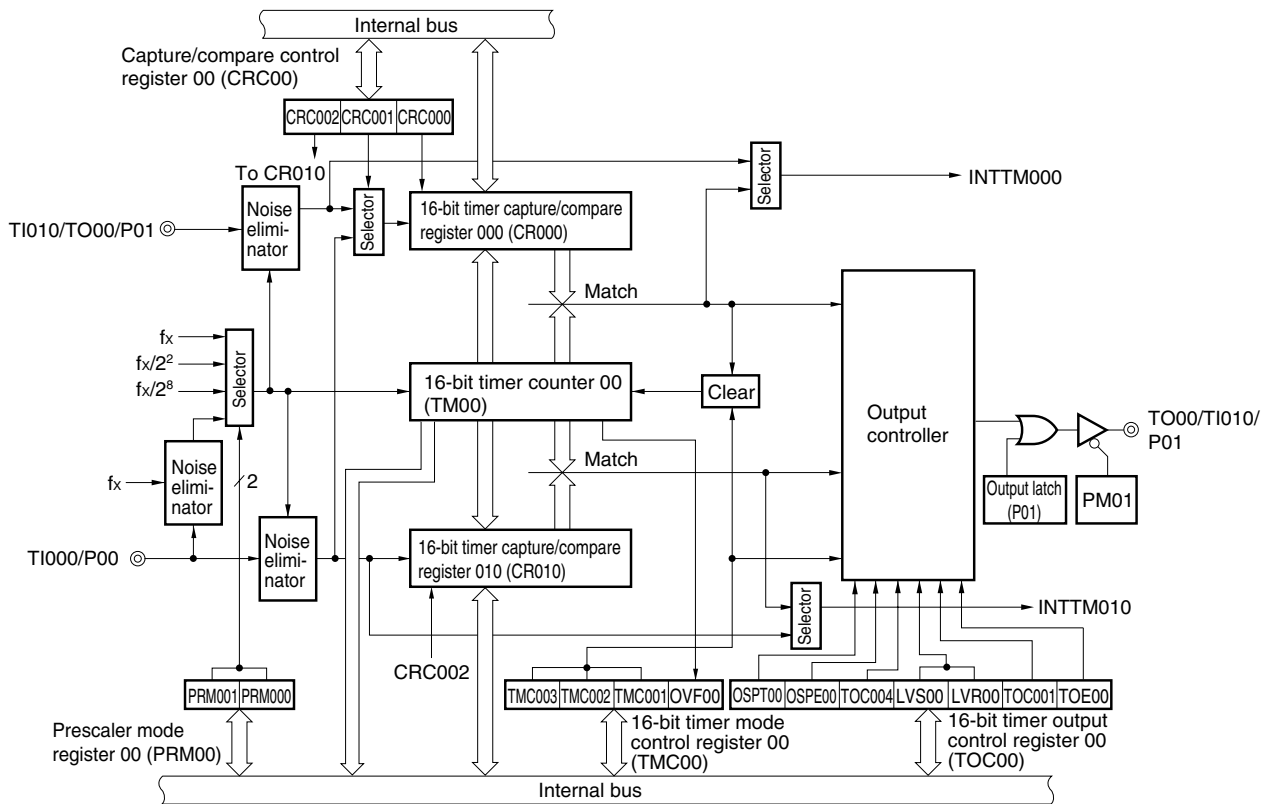 Internal bus
Capture/compare control
register 00 (CRC00)
CRC002 CRC001 CRC000
To CR010
Selector
INTTM000
Noise
elimi-
nator
TI010/TO00/P01
Selector
16-bit timer capture/compare
register 000 (CR000)
Match
fX
fX/2²
fX/2⁸
Selector
16-bit timer counter 00
(TM00)
Clear
Output
controller
TO00/TI010/
P01
Match
fX
Noise
elimi-
nator
2
Output latch
(P01)
PM01
TI000/P00
Noise
elimi-
nator
16-bit timer capture/compare
register 010 (CR010)
Selector
INTTM010
CRC002
PRM001 PRM000
TMC003 TMC002 TMC001 OVF00
OSPT00 OSPE00 TOC004 LVS00 LVR00 TOC001 TOE00
Prescaler mode
register 00 (PRM00)
16-bit timer mode
control register 00
(TMC00)
16-bit timer output
control register 00
(TOC00)
Internal bus